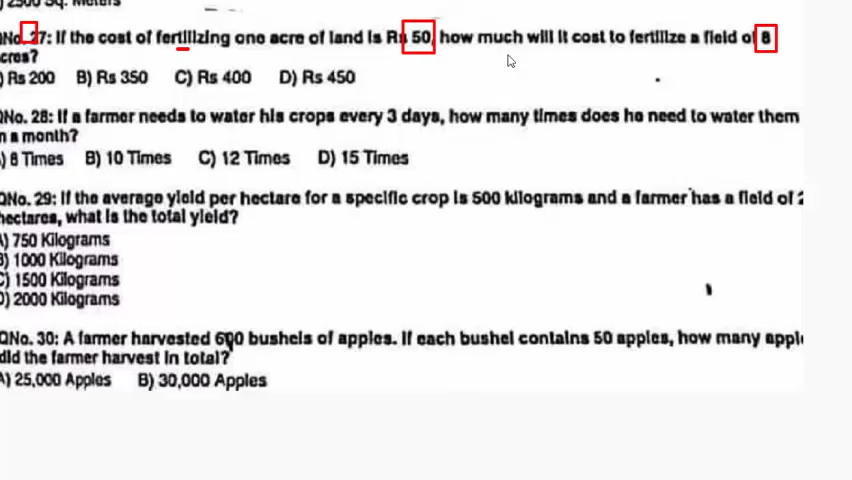 2500 Sq. Meters
QNo. 27: If the cost of fertilizing one acre of land is Rs 50, how much will it cost to fertilize a field of 8
cres?
) Rs 200 B) Rs 350 C) Rs 400 D) Rs 450
QNo. 28: If a farmer needs to water his crops every 3 days, how many times does he need to water them
n a month?
) 8 Times B) 10 Times C) 12 Times D) 15 Times
QNo. 29: If the average yield per hectare for a specific crop is 500 kilograms and a farmer has a field of 2
hectares, what is the total yield?
A) 750 Kilograms
B) 1000 Kilograms
C) 1500 Kilograms
D) 2000 Kilograms
QNo. 30: A farmer harvested 600 bushels of apples. If each bushel contains 50 apples, how many appl
did the farmer harvest in total?
A) 25,000 Apples B) 30,000 Apples